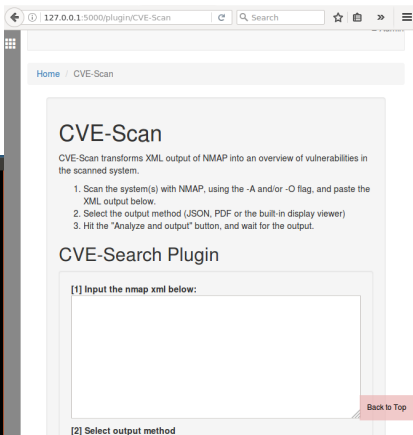 127.0.0.1:5000/plugin/CVE-Scan
Search
Admin
Home / CVE-Scan
CVE-Scan
CVE-Scan transforms XML output of NMAP into an overview of vulnerabilities in
the scanned system.
1. Scan the system(s) with NMAP, using the -A and/or -O flag, and paste the
XML output below.
2. Select the output method (JSON, PDF or the built-in display viewer)
3. Hit the "Analyze and output" button, and wait for the output.
CVE-Search Plugin
[1] Input the nmap xml below:
Back to Top
[2] Select output method